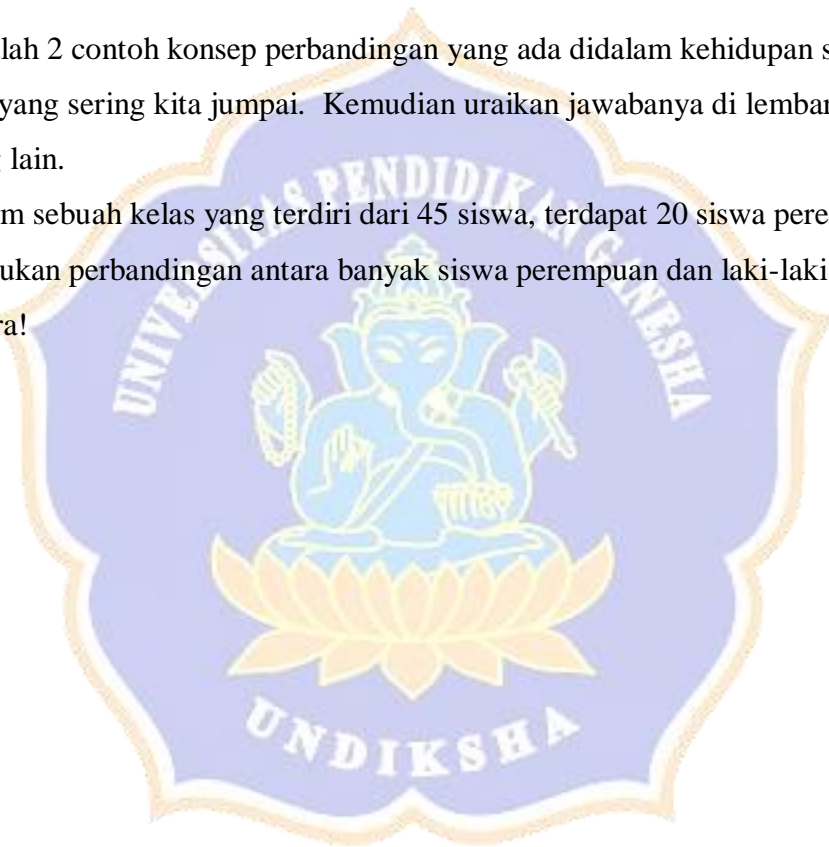 lah 2 contoh konsep perbandingan yang ada didalam kehidupan s
yang sering kita jumpai. Kemudian uraikan jawabanya di lembar
lain.
m sebuah kelas yang terdiri dari 45 siswa, terdapat 20 siswa pere
ukan perbandingan antara banyak siswa perempuan dan laki-laki
ra!
UNIVERSITAS PENDIDIKAN GANESHA
UNDIKSHA